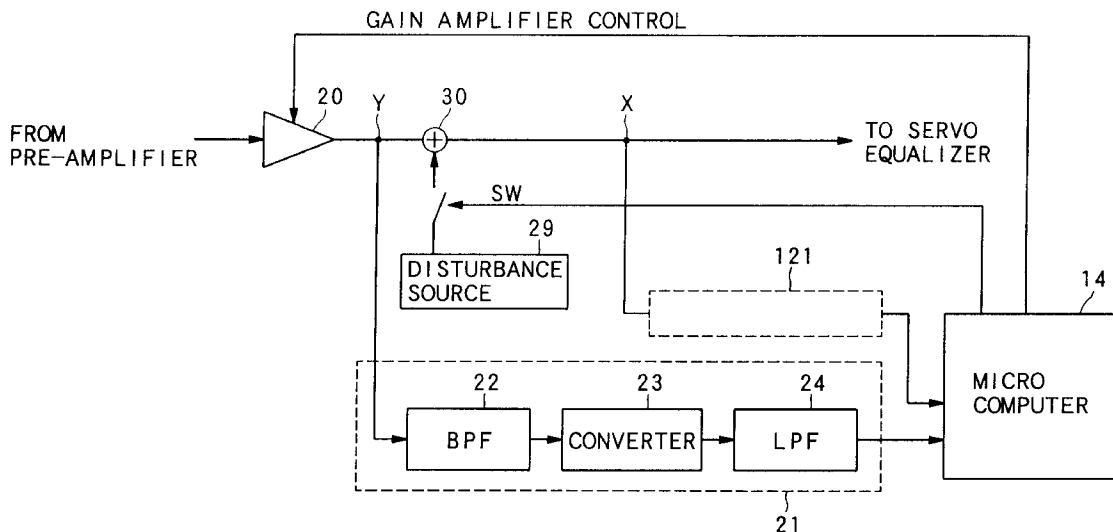 GAIN AMPLIFIER CONTROL
20
Y
30
X
FROM
PRE-AMPLIFIER
TO SERVO
EQUALIZER
SW
29
DISTURBANCE
SOURCE
121
14
MICRO
COMPUTER
22
23
24
BPF
CONVERTER
LPF
21